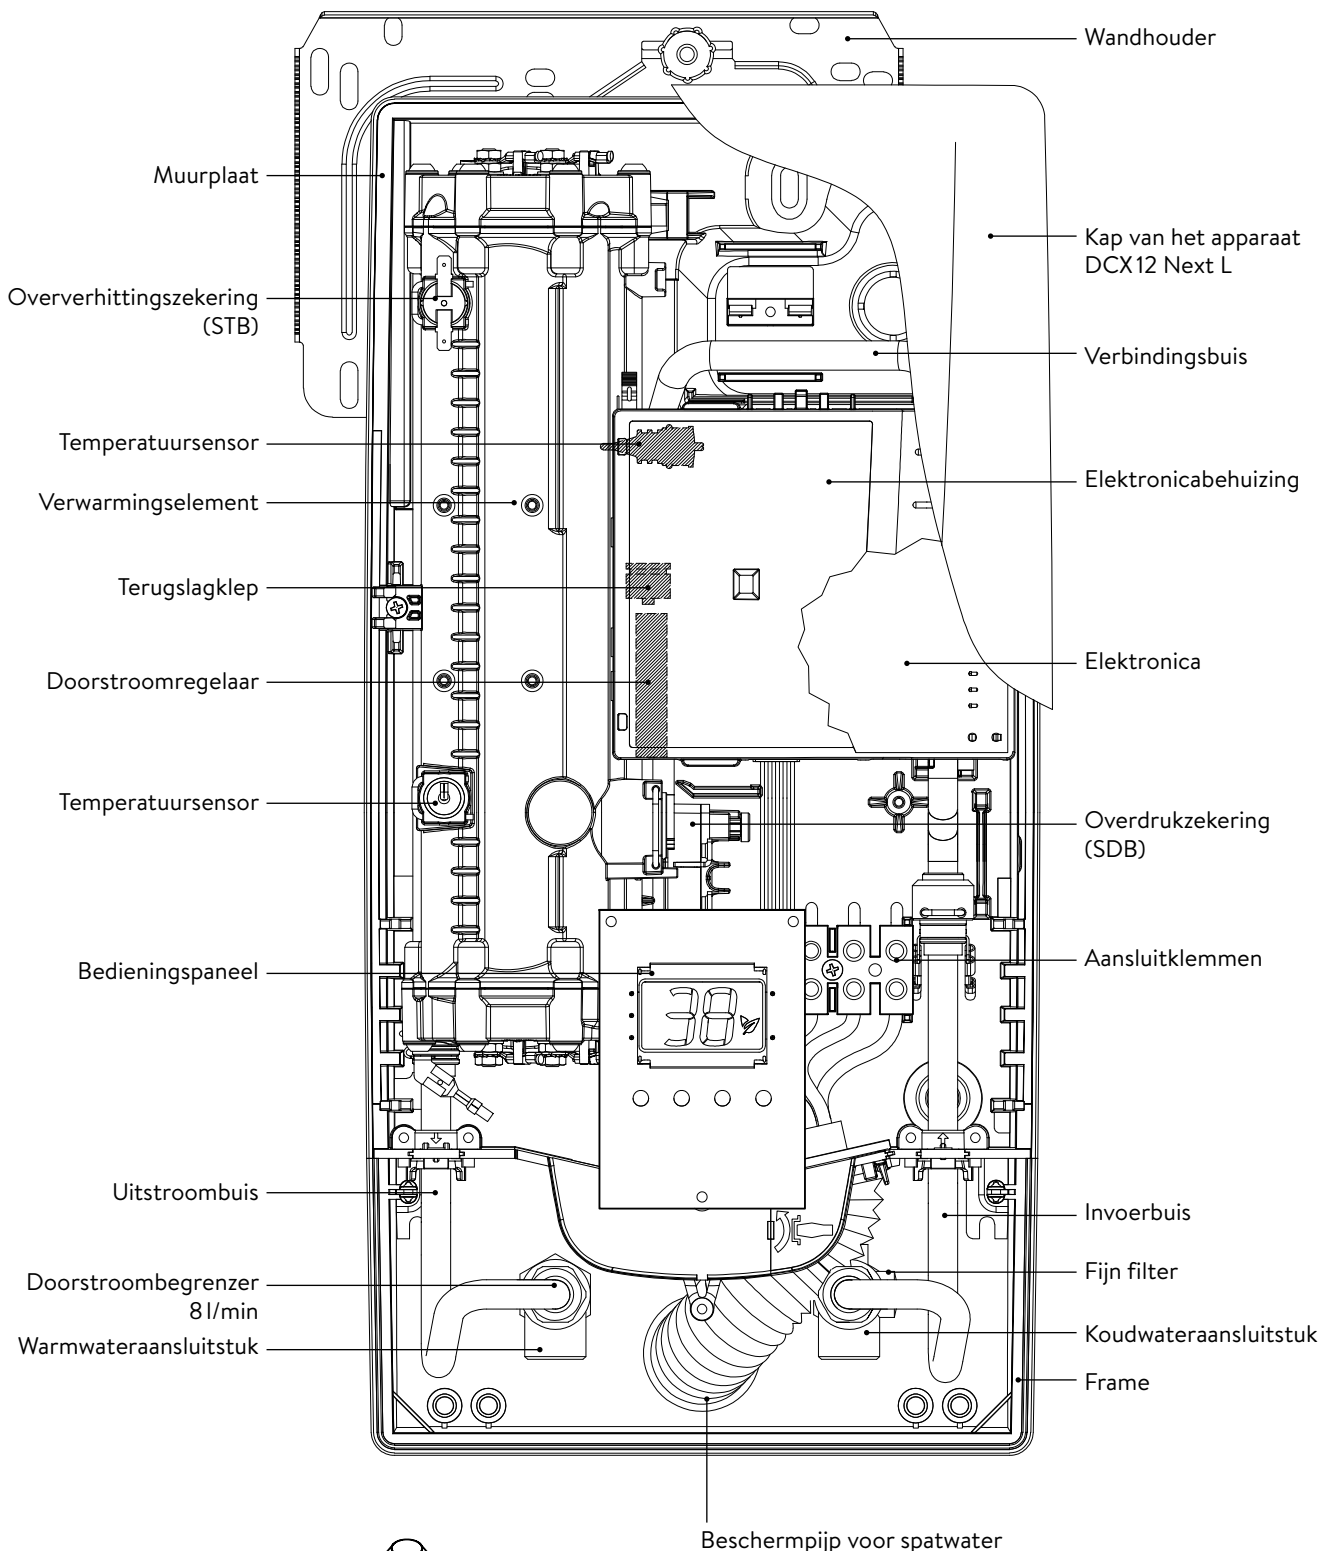 Wandhouder
Muurplaat
Kap van het apparaat
DCX 12 Next L
Oververhittingszekering
(STB)
Verbindingsbuis
Temperatuursensor
Verwarmingselement
Elektronicabehuizing
Terugslagklep
Elektronica
Doorstroomregelaar
Temperatuursensor
Overdrukzekering
(SDB)
Bedieningspaneel
38
Aansluitklemmen
Uitstroombuis
Invoerbuis
Doorstroombegrenzer
8 l/min
Fijn filter
Warmwateraansluitstuk
Koudwateraansluitstuk
Frame
Beschermpijp voor spatwater